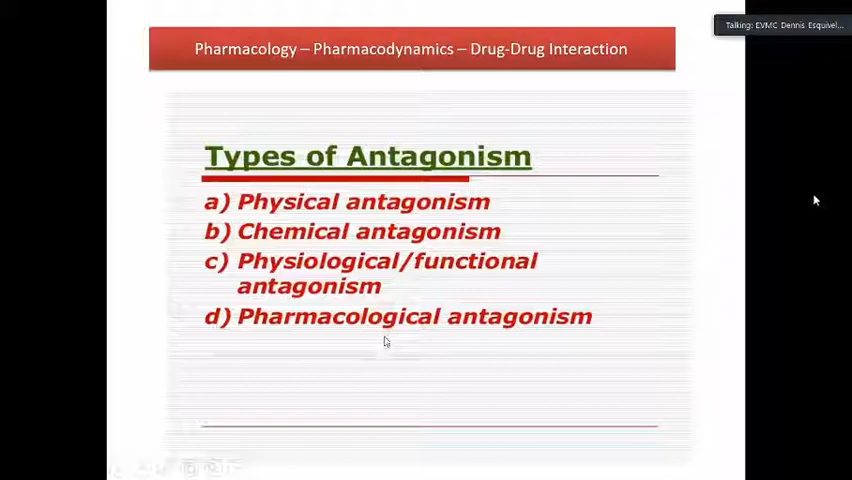 Talking: EVMC Dennis Esquivel...
Pharmacology – Pharmacodynamics – Drug-Drug Interaction
Types of Antagonism
a) Physical antagonism
b) Chemical antagonism
c) Physiological/functional
antagonism
d) Pharmacological antagonism